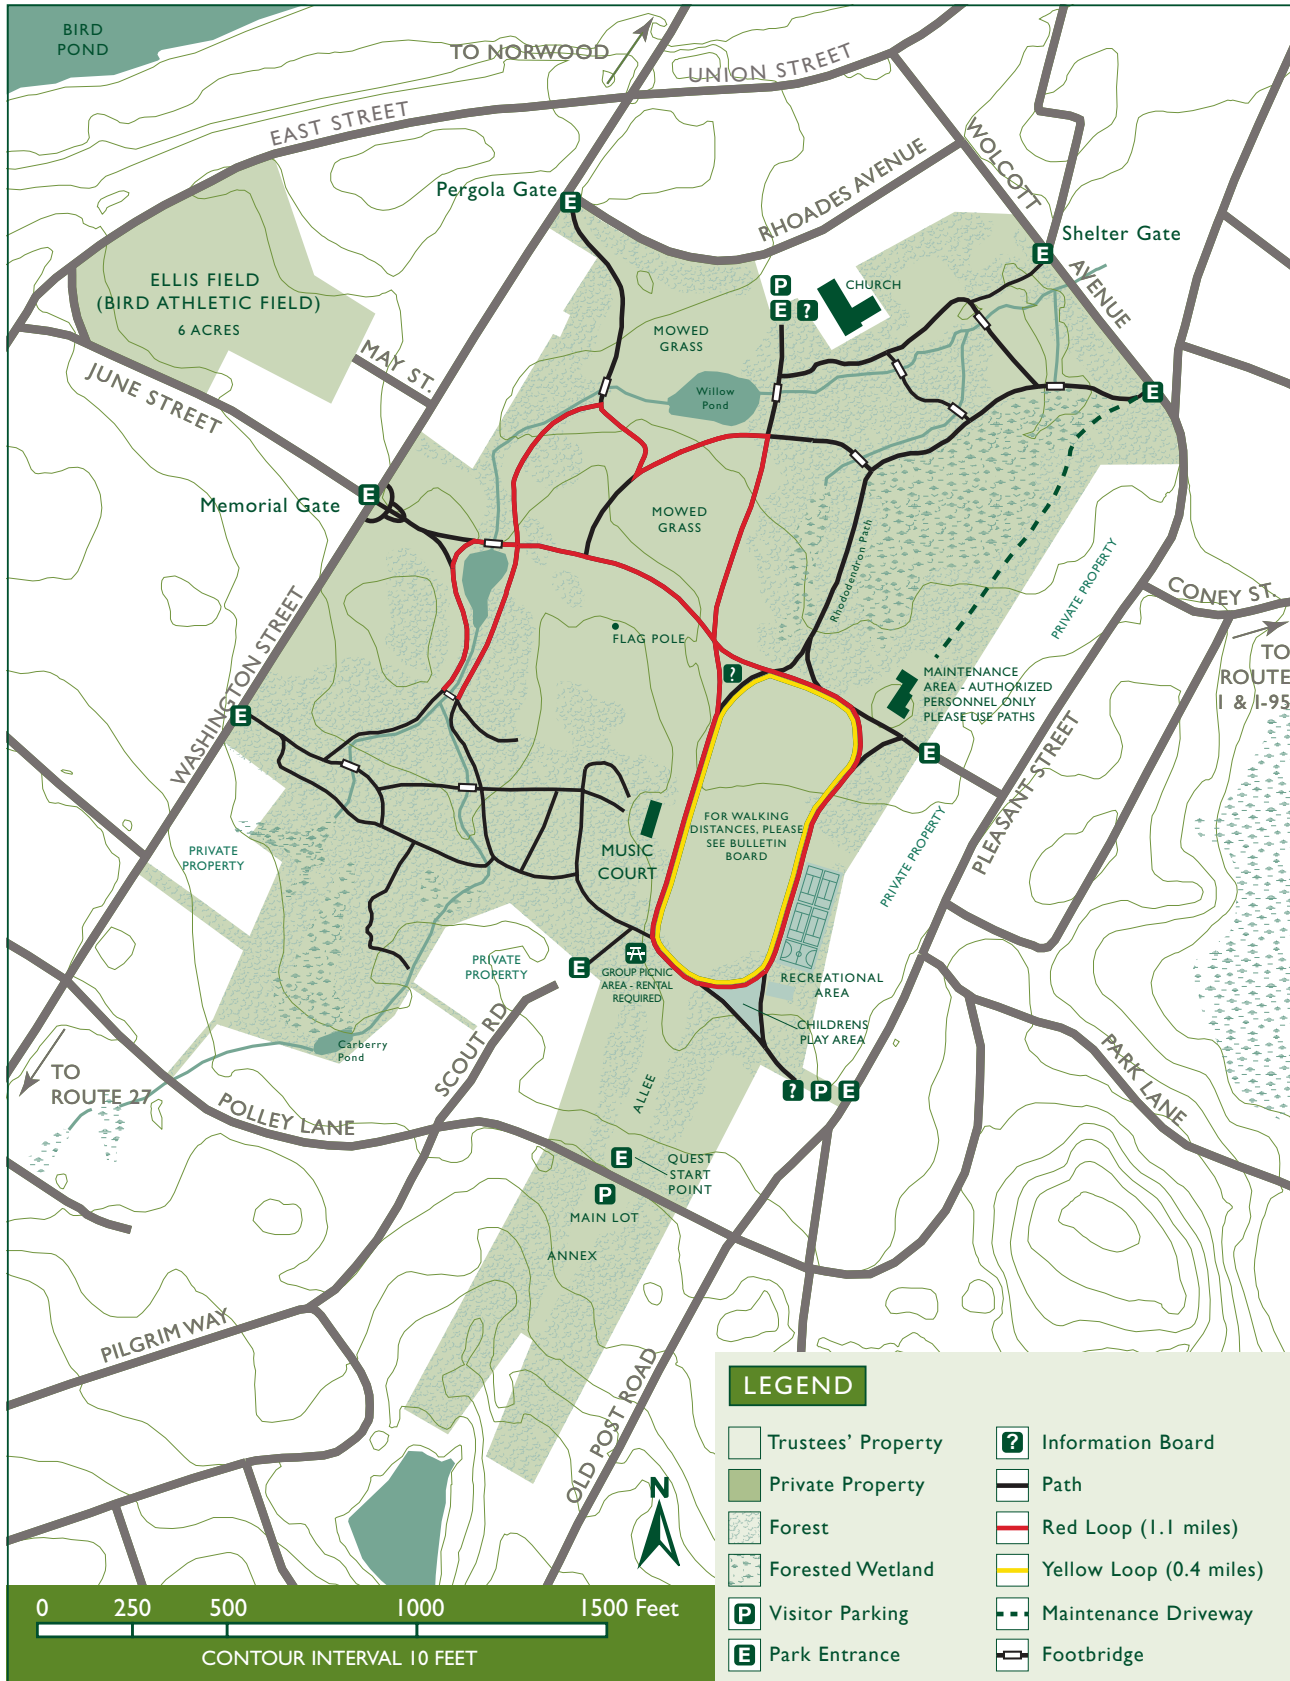 BIRD
POND
TO NORWOOD
UNION STREET
EAST STREET
WOLCOTT
AVENUE
Pergola Gate
E
RHOADES AVENUE
Shelter Gate
E
ELLIS FIELD
(BIRD ATHLETIC FIELD)
6 ACRES
P
E ?
CHURCH
MOWED
GRASS
MAY ST.
JUNE STREET
Willow
Pond
E
Memorial Gate
E
MOWED
GRASS
Rhododendron Path
PRIVATE PROPERTY
CONEY ST.
TO
ROUTE
1 & I-95
WASHINGTON STREET
FLAG POLE
?
MAINTENANCE
AREA - AUTHORIZED
PERSONNEL ONLY
PLEASE USE PATHS
E
E
PLEASANT STREET
FOR WALKING
DISTANCES, PLEASE
SEE BULLETIN
BOARD
MUSIC
COURT
PRIVATE
PROPERTY
PRIVATE PROPERTY
PRIVATE
PROPERTY
E
GROUP PICNIC
AREA - RENTAL
REQUIRED
RECREATIONAL
AREA
CHILDRENS
PLAY AREA
SCOUT RD
Carberry
Pond
TO
ROUTE 27
POLLEY LANE
ALLEE
? P E
PARK LANE
E
QUEST
START
POINT
P
MAIN LOT
ANNEX
PILGRIM WAY
OLD POST ROAD
N
LEGEND
Trustees' Property
Private Property
Forest
Forested Wetland
P Visitor Parking
E Park Entrance
? Information Board
Path
Red Loop (1.1 miles)
Yellow Loop (0.4 miles)
Maintenance Driveway
Footbridge
0 250 500 1000 1500 Feet
CONTOUR INTERVAL 10 FEET